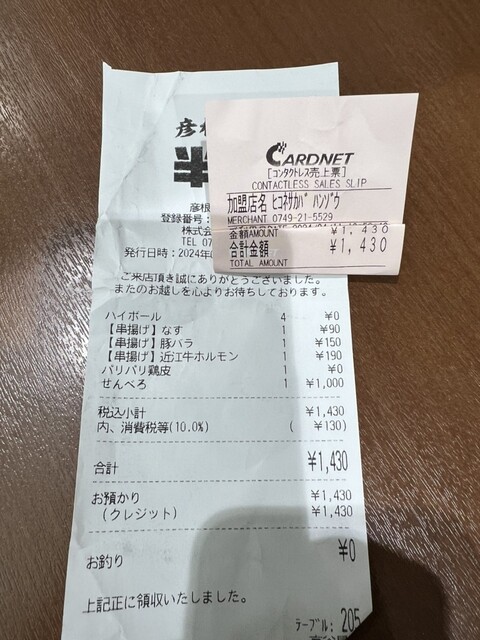 CARDNET
[コンタクトレス売上票]
CONTACTLESS SALES SLIP
加盟店名 ﾋｺﾈｻｶﾊﾞ ﾊﾝｿﾞｳ
MERCHANT 0749-21-5529
金額AMOUNT ¥1,430
合計金額 ¥1,430
TOTAL AMOUNT
彦
半
彦根
登録番号:
株式会
TEL 07
発行日時:2024年
ご来店頂き誠にありがとうございました。
またのお越しを心よりお待ちしております。
ハイボール 4 ¥0
【串揚げ】なす 1 ¥90
【串揚げ】豚バラ 1 ¥150
【串揚げ】近江牛ホルモン 1 ¥190
パリパリ鶏皮 1 ¥0
せんべろ 1 ¥1,000
税込小計 ¥1,430
内、消費税等(10.0%) ( ¥130)
合計 ¥1,430
お預かり ¥1,430
(クレジット) ¥1,430
お釣り ¥0
上記正に領収いたしました。
テーブル: 205